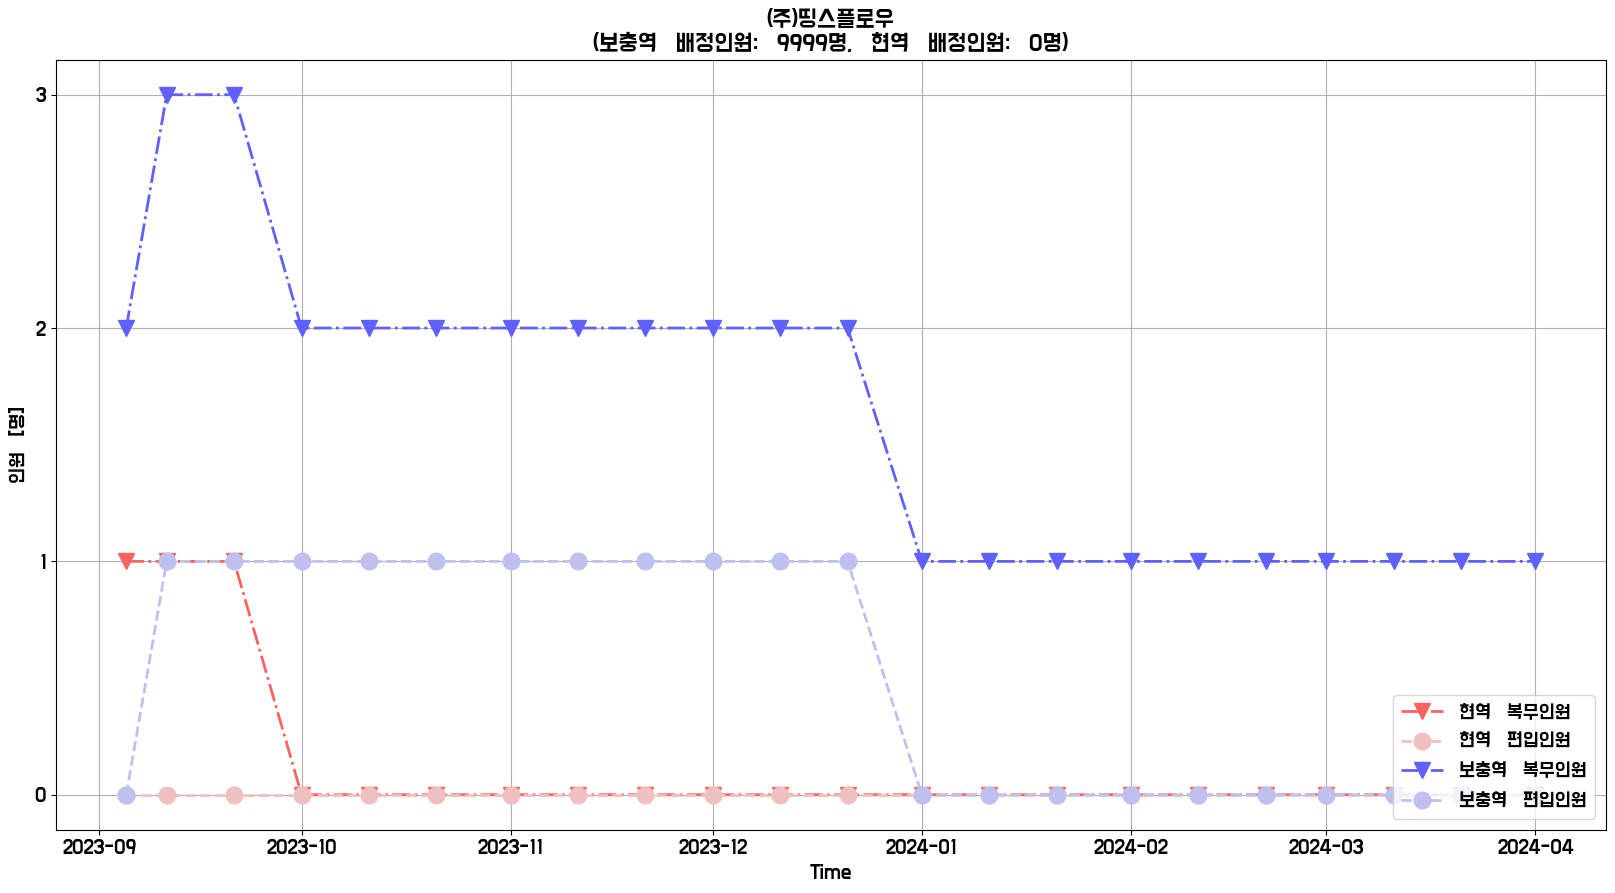 (주)띵스플로우
(보충역 배정인원: 9999명, 현역 배정인원: 0명)
인원 [명]
3
2
1
0
현역 복무인원
현역 편입인원
보충역 복무인원
보충역 편입인원
2023-09 2023-10 2023-11 2023-12 2024-01 2024-02 2024-03 2024-04
Time